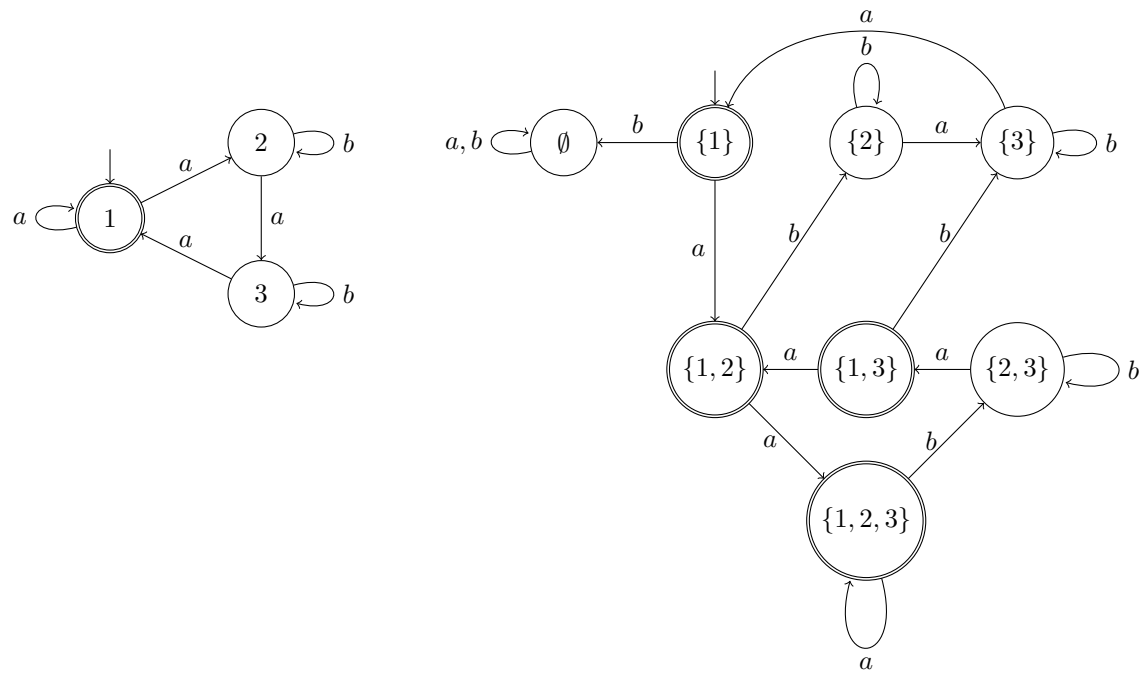 a
b
a, b
∅
b
{1}
{2}
a
{3}
b
2
b
a
a
1
a
a
3
b
a
b
b
{1, 2}
a
{1, 3}
a
{2, 3}
b
a
b
{1, 2, 3}
a